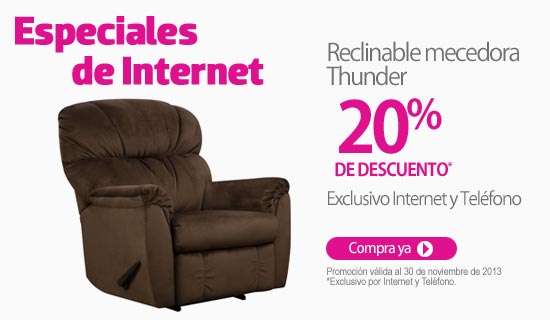 Especiales
de Internet
Reclinable mecedora
Thunder
20%
DE DESCUENTO*
Exclusivo Internet y Teléfono
Compra ya
Promoción válida al 30 de noviembre de 2013
*Exclusivo por Internet y Teléfono.